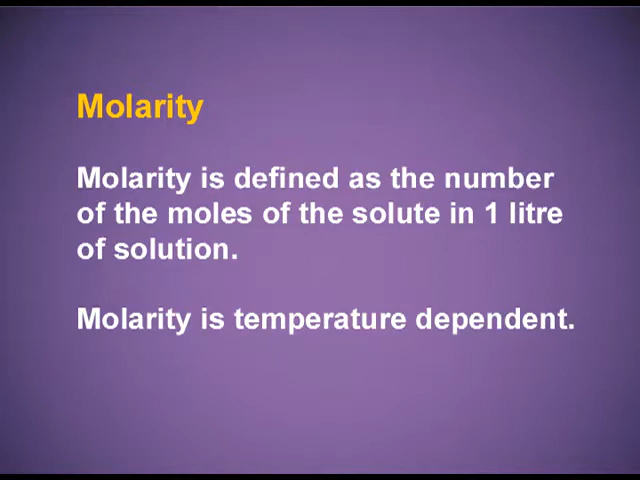 Molarity
Molarity is defined as the number
of the moles of the solute in 1 litre
of solution.
Molarity is temperature dependent.